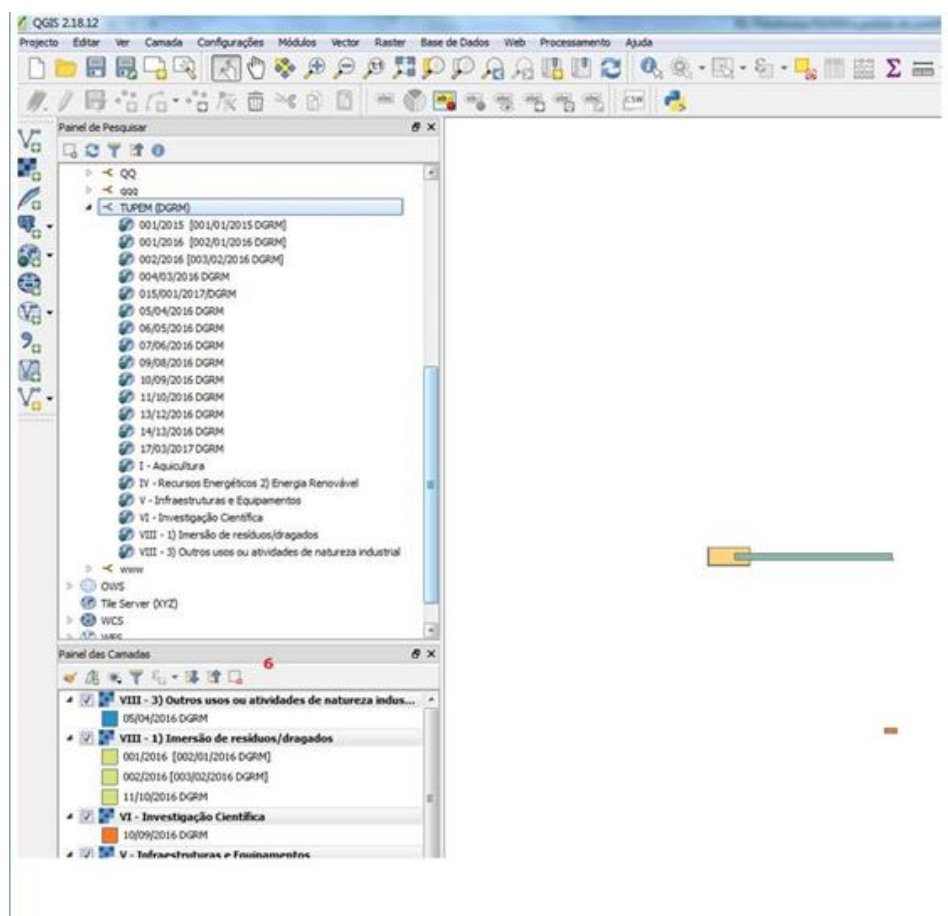 QGIS 2.18.12
Projecto Editar Ver Camada Configurações Módulos Vector Raster Base de Dados Web Processamento Ajuda
CSW
Painel de Pesquisar
QQ
qqq
TUPEM (DGRM)
001/2015 [001/01/2015 DGRM]
001/2016 [002/01/2016 DGRM]
002/2016 [003/02/2016 DGRM]
004/03/2016 DGRM
015/001/2017/DGRM
05/04/2016 DGRM
06/05/2016 DGRM
07/06/2016 DGRM
09/08/2016 DGRM
10/09/2016 DGRM
11/10/2016 DGRM
13/12/2016 DGRM
14/13/2016 DGRM
17/03/2017 DGRM
I - Aquicultura
IV - Recursos Energéticos 2) Energia Renovável
V - Infraestruturas e Equipamentos
VI - Investigação Científica
VIII - 1) Imersão de resíduos/dragados
VIII - 3) Outros usos ou atividades de natureza industrial
www
OWS
Tile Server (XYZ)
WCS
WFS
Painel das Camadas
6
VIII - 3) Outros usos ou atividades de natureza indus...
05/04/2016 DGRM
VIII - 1) Imersão de resíduos/dragados
001/2016 [002/01/2016 DGRM]
002/2016 [003/02/2016 DGRM]
11/10/2016 DGRM
VI - Investigação Científica
10/09/2016 DGRM
V - Infraestruturas e Equipamentos